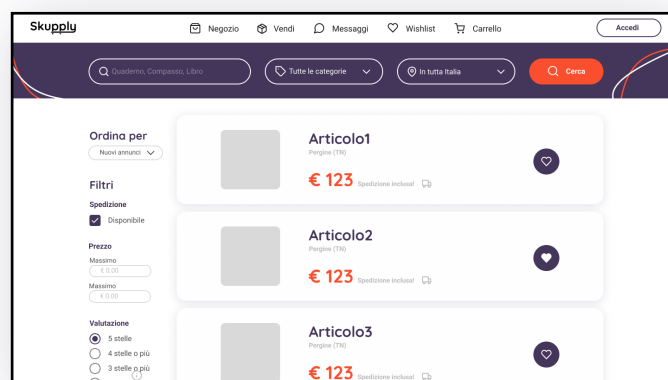 Skupply
Negozio
Vendi
Messaggi
Wishlist
Carrello
Accedi
Quaderno, Compasso, Libro
Tutte le categorie
In tutta Italia
Cerca
Ordina per
Nuovi annunci
Filtri
Spedizione
Disponibile
Prezzo
Massimo
€ 0.00
Massimo
€ 0.00
Valutazione
5 stelle
4 stelle o più
3 stelle o più
Articolo1
Pergine (TN)
€ 123 Spedizione inclusa!
Articolo2
Pergine (TN)
€ 123 Spedizione inclusa!
Articolo3
Pergine (TN)
€ 123 Spedizione inclusa!